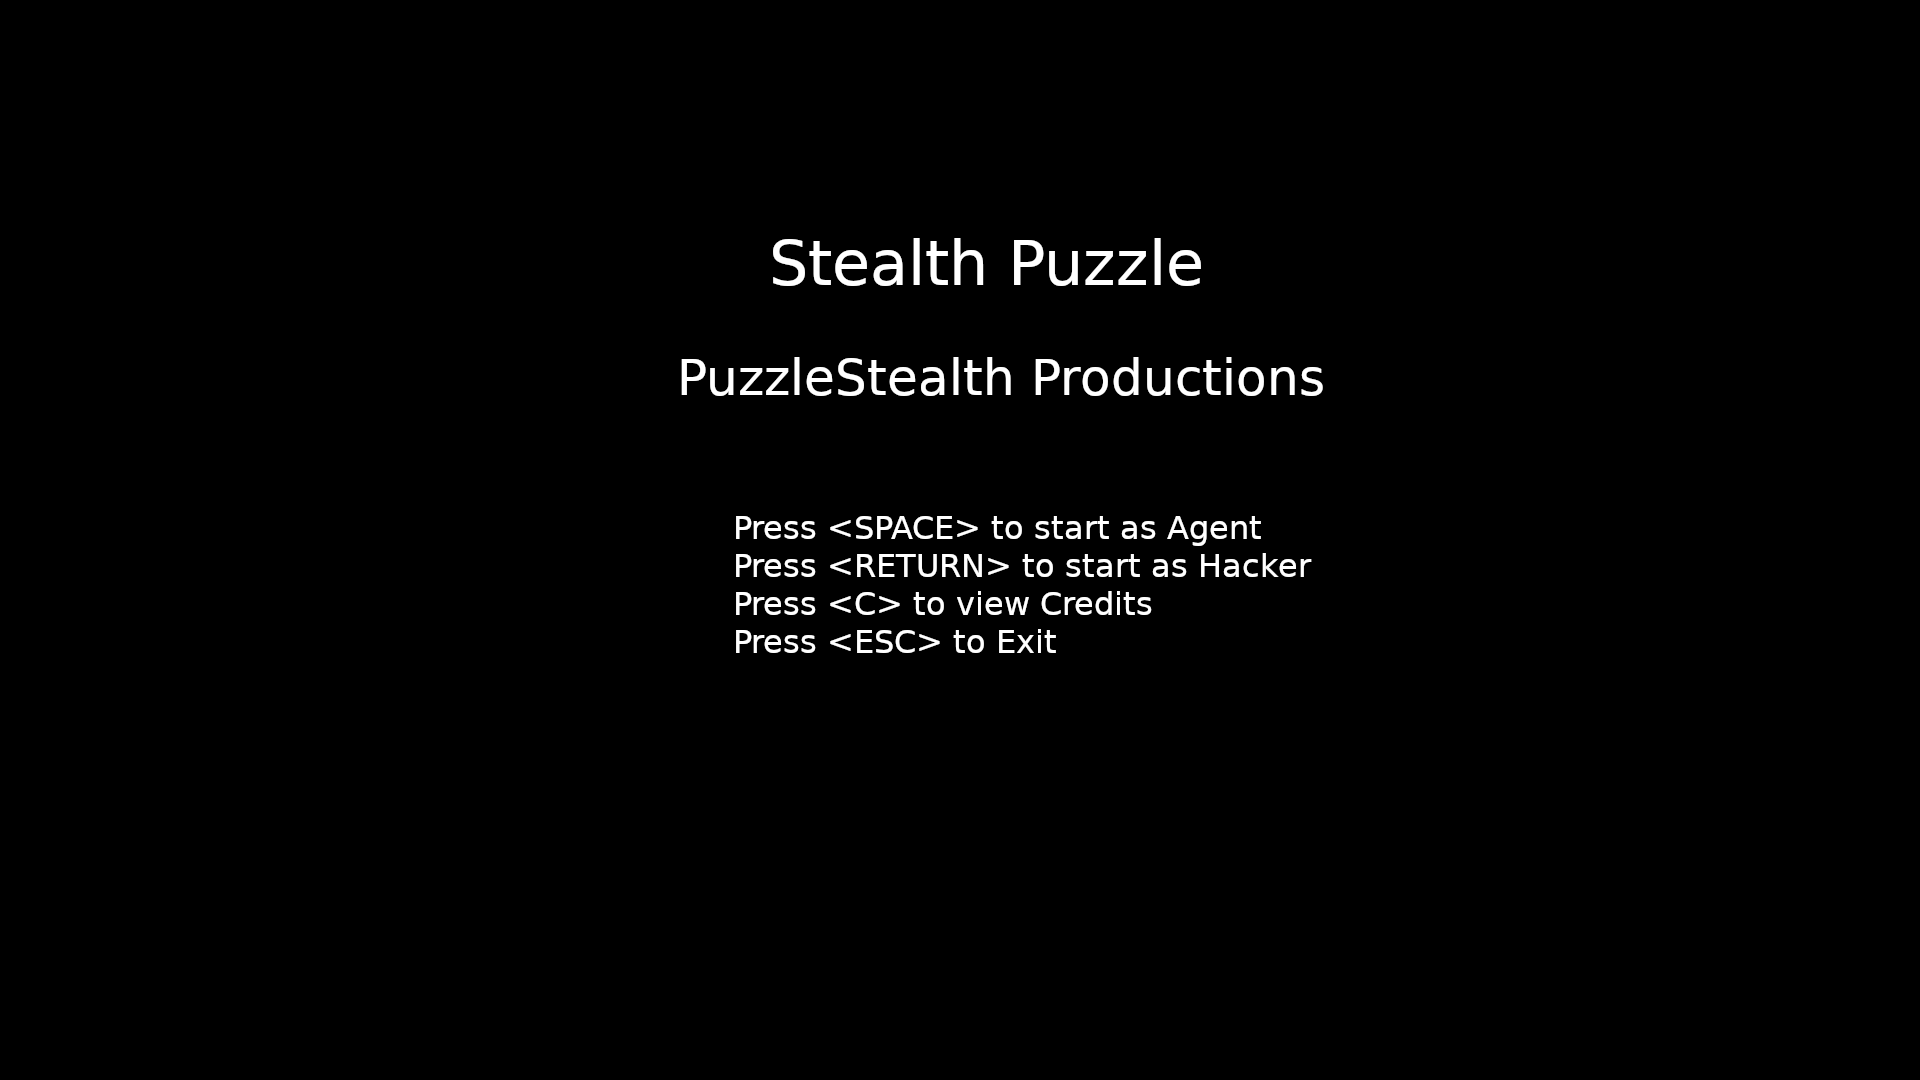 Stealth Puzzle
PuzzleStealth Productions
Press <SPACE> to start as Agent
Press <RETURN> to start as Hacker
Press <C> to view Credits
Press <ESC> to Exit